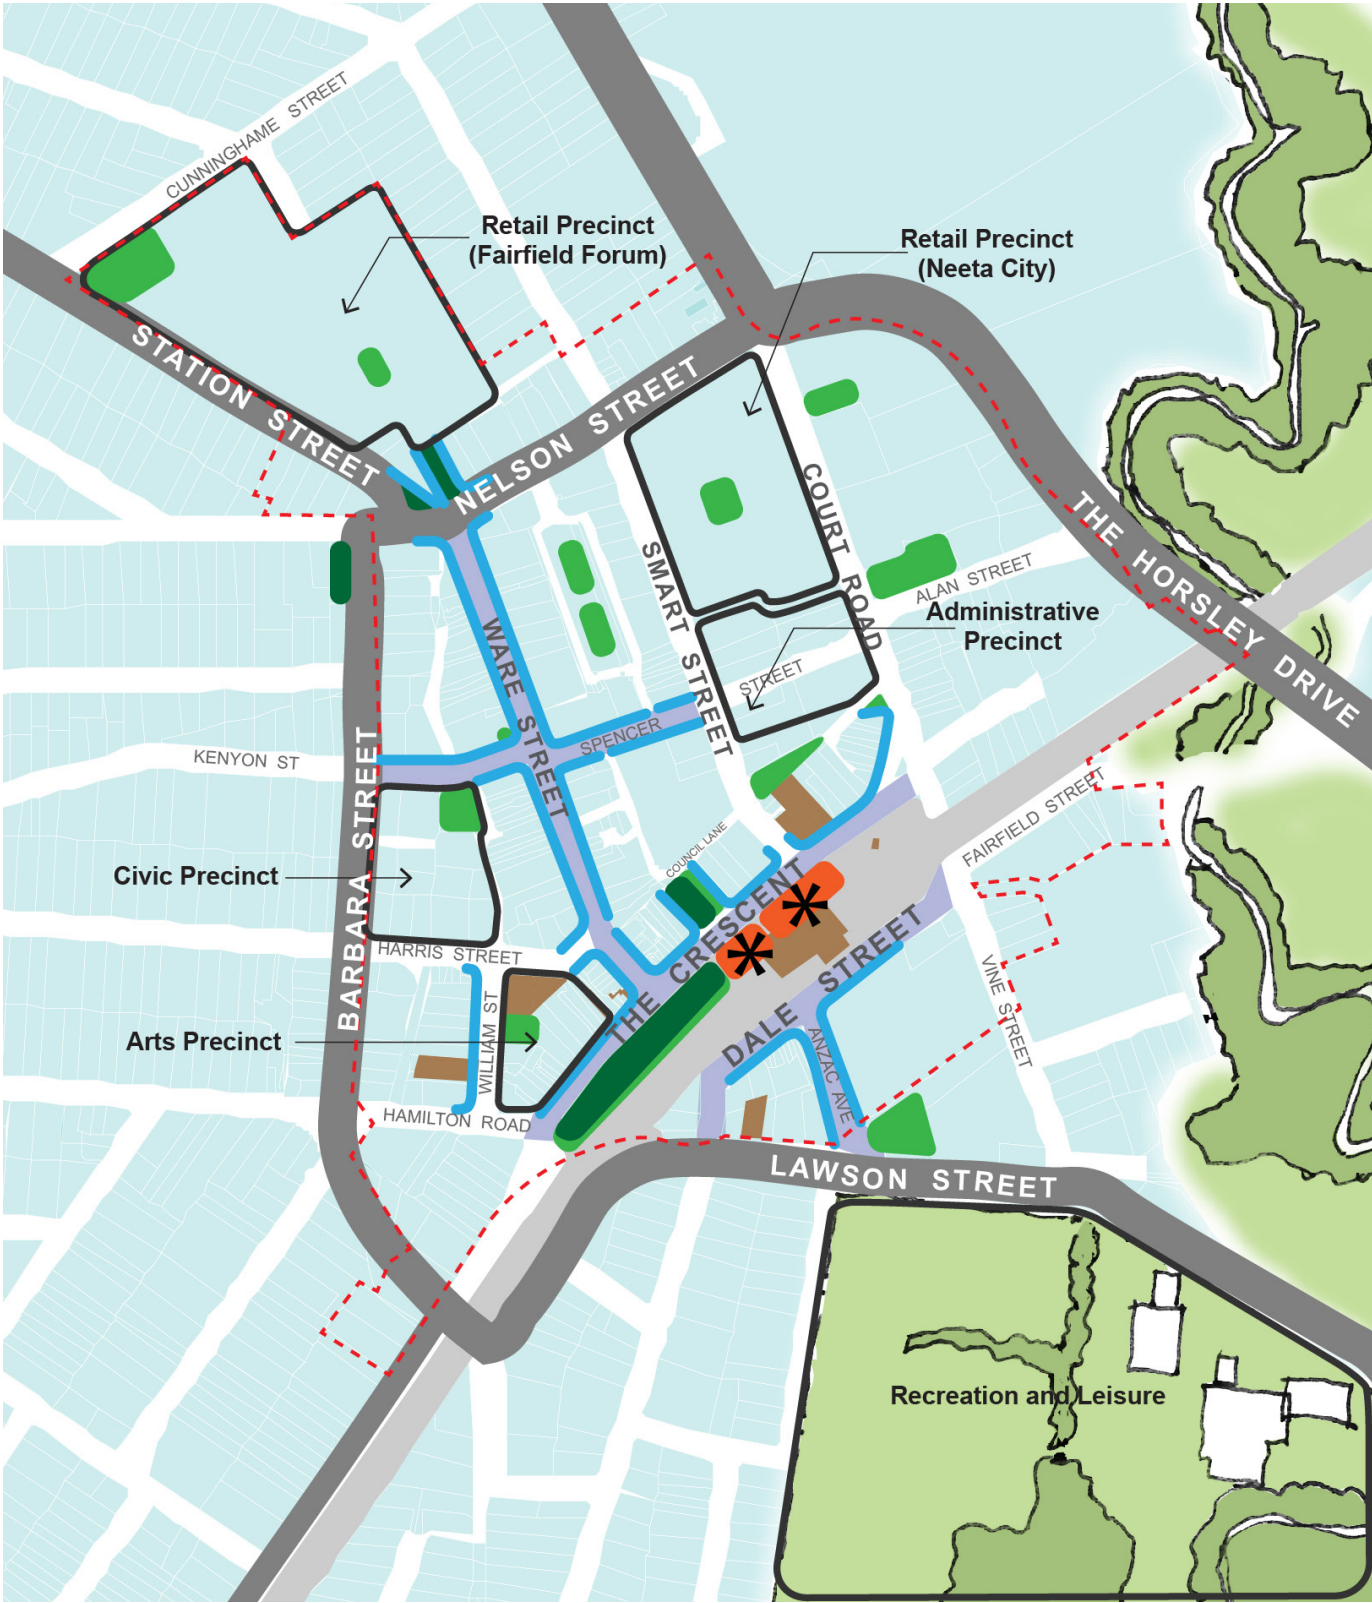 CUNNINGHAME STREET
Retail Precinct
(Fairfield Forum)
Retail Precinct
(Neeta City)
STATION STREET
NELSON STREET
COURT ROAD
THE HORSLEY DRIVE
SMART STREET
ALAN STREET
Administrative
Precinct
STREET
WARE STREET
SPENCER
KENYON ST
BARBARA STREET
FAIRFIELD STREET
COUNCIL LANE
Civic Precinct
THE CRESCENT
HARRIS STREET
DALE STREET
VINE STREET
WILLIAM ST
Arts Precinct
ANZAC AVE
HAMILTON ROAD
LAWSON STREET
Recreation and Leisure